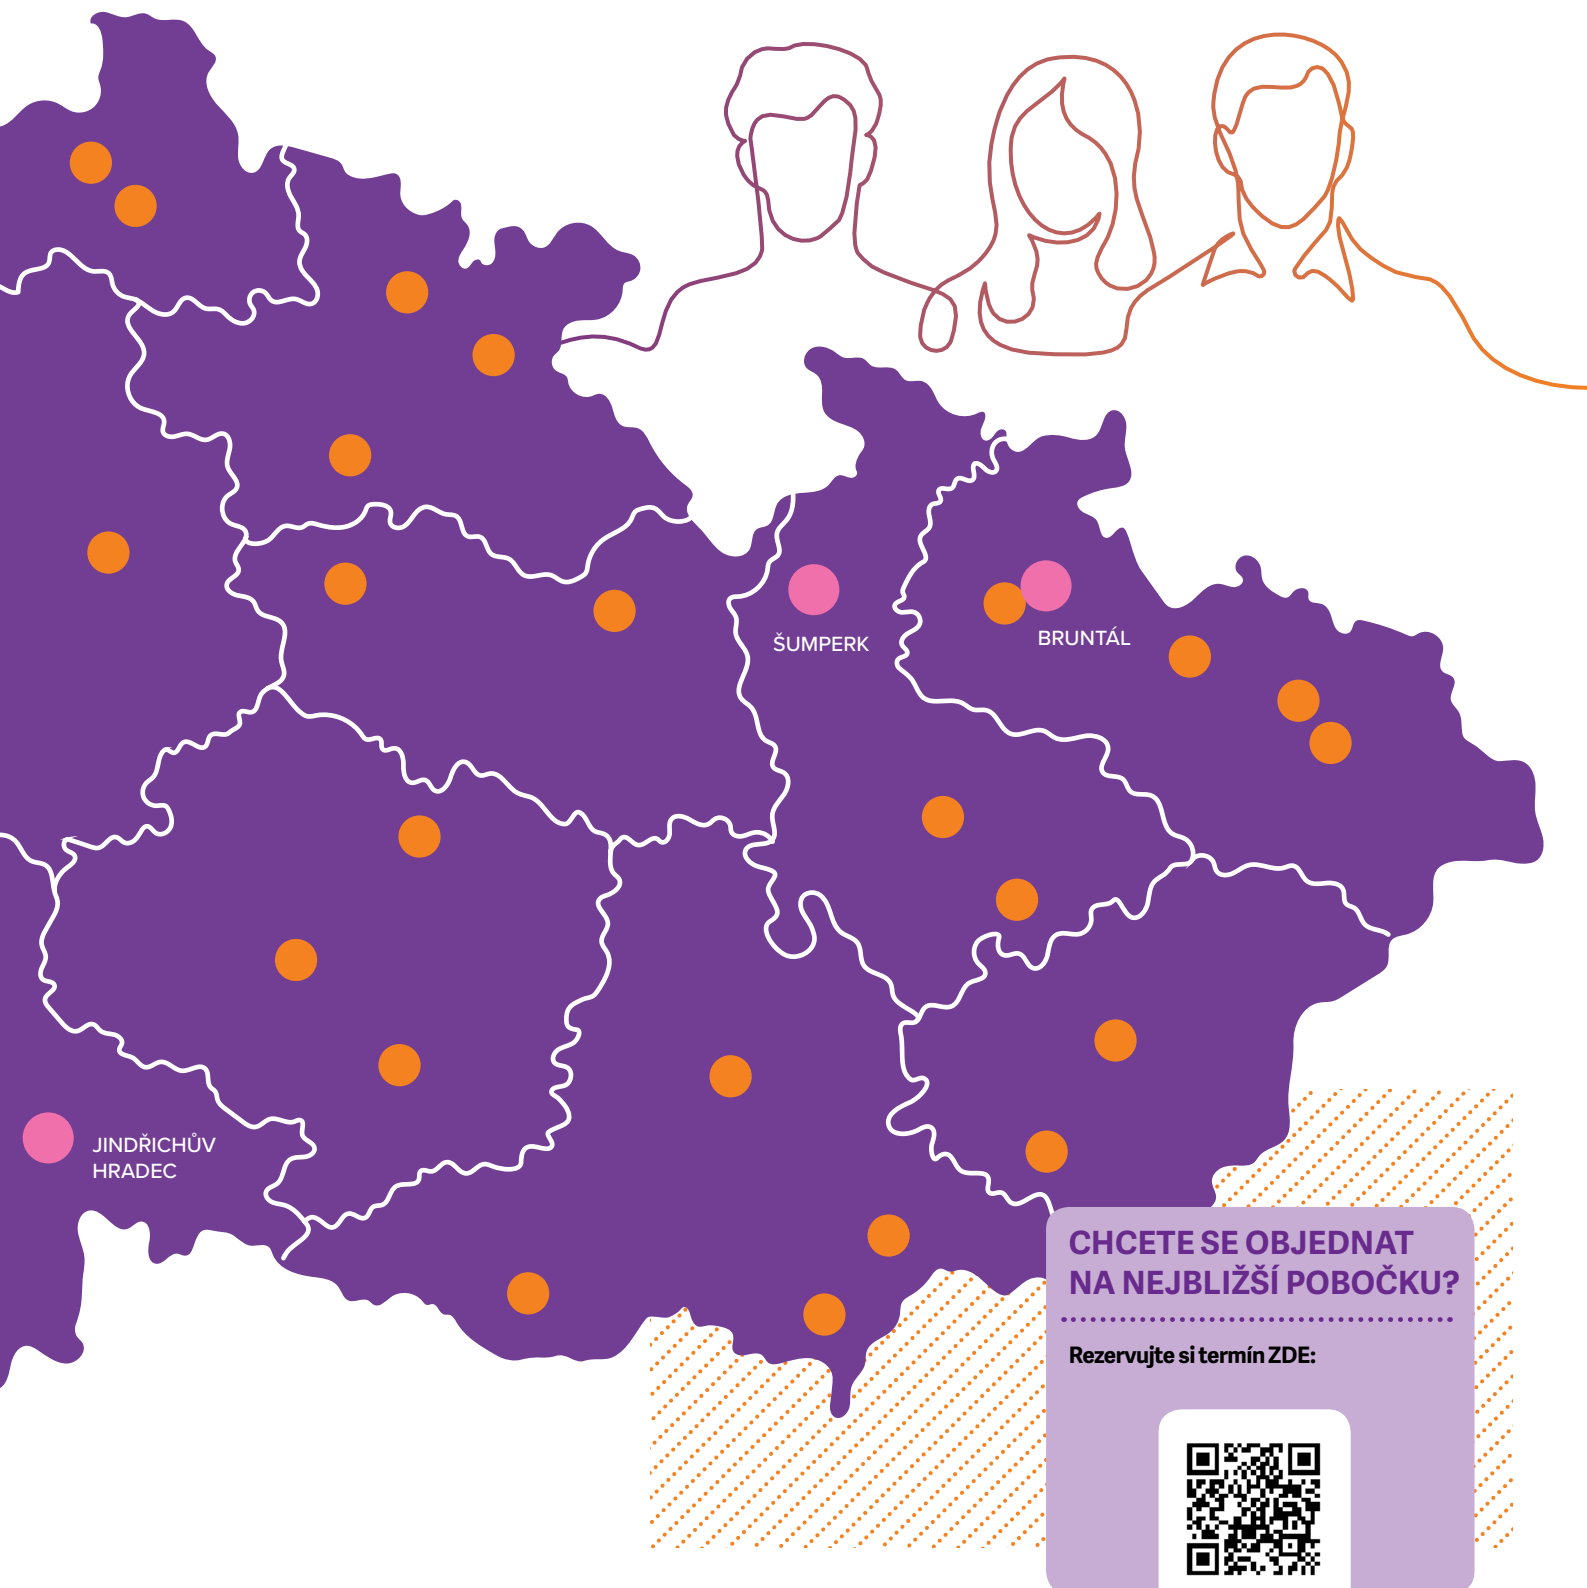 ŠUMPERK
BRUNTÁL
JINDŘICHŮV
HRADEC
CHCETE SE OBJEDNAT
NA NEJBLIŽŠÍ POBOČKU?
Rezervujte si termín ZDE: